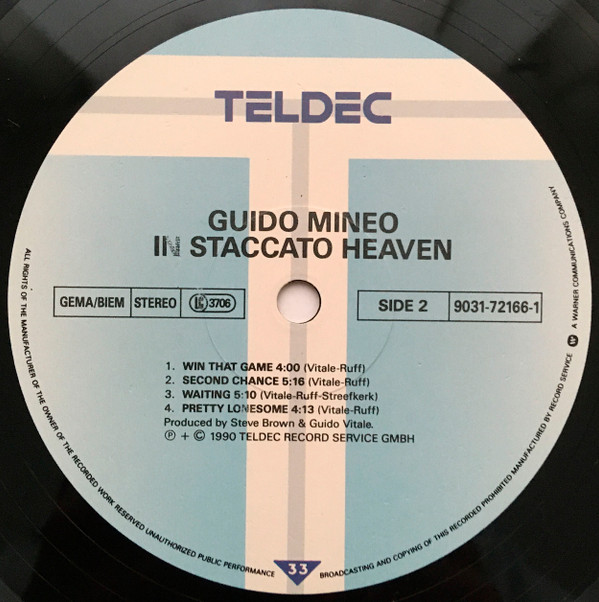 TELDEC
GUIDO MINEO
STACCATO HEAVEN
GEMA/BIEM STEREO LC 3706 SIDE 2 9031-72166-1
1. WIN THAT GAME 4:00 (Vitale-Ruff)
2. SECOND CHANCE 5:16 (Vitale-Ruff)
3. WAITING 5:10 (Vitale-Ruff-Streefkerk)
4. PRETTY LONESOME 4:13 (Vitale-Ruff)
Produced by Steve Brown & Guido Vitale.
℗ + © 1990 TELDEC RECORD SERVICE GMBH
ALL RIGHTS OF THE MANUFACTURER OF THE OWNER OF THE RECORDED WORK RESERVED UNAUTHORIZED PUBLIC PERFORMANCE BROADCASTING AND COPYING OF THIS RECORDED PROHIBITED MANUFACTURED BY RECORD SERVICE A WARNER COMMUNICATIONS COMPANY
33